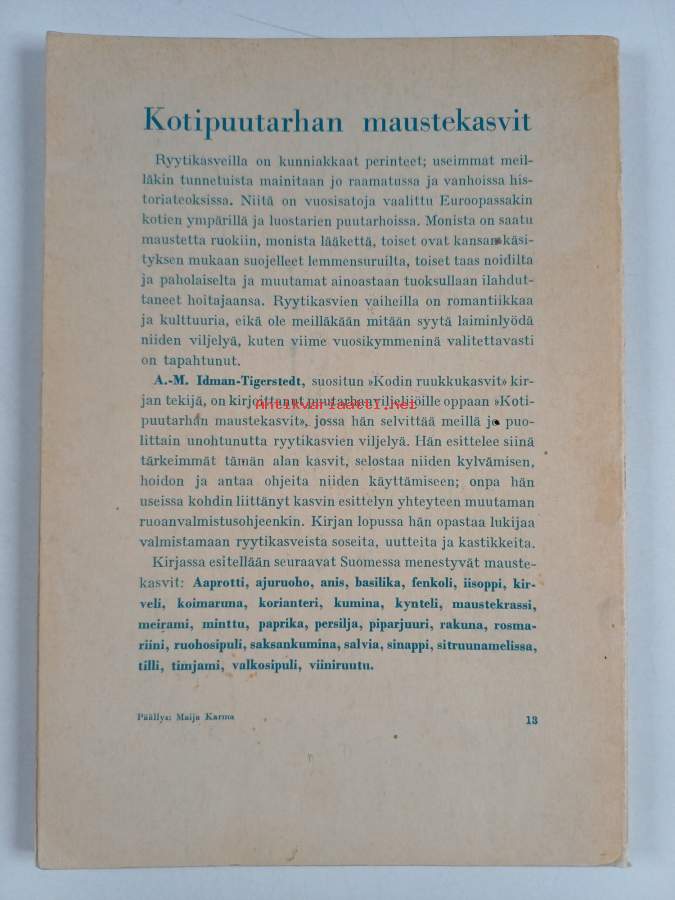 Kotipuutarhan maustekasvit
Ryytikasveilla on kunniakkaat perinteet; useimmat meil-
läkin tunnetuista mainitaan jo raamatussa ja vanhoissa his-
toriateoksissa. Niitä on vuosisatoja vaalittu Euroopassakin
kotien ympärillä ja luostarien puutarhoissa. Monista on saatu
maustetta ruokiin, monista lääkettä, toiset ovat kansan käsi-
tyksen mukaan suojelleet lemmensuruilta, toiset taas noidilta
ja paholaiselta ja muutamat ainoastaan tuoksullaan ilahdut-
taneet hoitajaansa. Ryytikasvien vaiheilla on romantiikkaa
ja kulttuuria, eikä ole meilläkään mitään syytä laiminlyödä
niiden viljelyä, kuten viime vuosikymmeninä valitettavasti
on tapahtunut.
A.-M. Idman-Tigerstedt, suositun »Kodin ruukkukasvit» kir-
jan tekijä, on kirjoittanut puutarhan viljelijöille oppaan »Koti-
Antikvariaatti.net
puutarhan maustekasvit», jossa hän selvittää meillä jo puo-
littain unohtunutta ryytikasvien viljelyä. Hän esittelee siinä
tärkeimmät tämän alan kasvit, selostaa niiden kylvämisen,
hoidon ja antaa ohjeita niiden käyttämiseen; onpa hän
useissa kohdin liittänyt kasvin esittelyn yhteyteen muutaman
ruoanvalmistusohjeenkin. Kirjan lopussa hän opastaa lukijaa
valmistamaan ryytikasveista soseita, uutteita ja kastikkeita.
Kirjassa esitellään seuraavat Suomessa menestyvät mauste-
kasvit: Aaprotti, ajuruoho, anis, basilika, fenkoli, iisoppi, kir-
veli, koimaruna, korianteri, kumina, kynteli, maustekrassi,
meirami, minttu, paprika, persilja, piparjuuri, rakuna, rosma-
riini, ruohosipuli, saksankumina, salvia, sinappi, sitruunamelissa,
tilli, timjami, valkosipuli, viiniruutu.
Päällys: Maija Karma
13